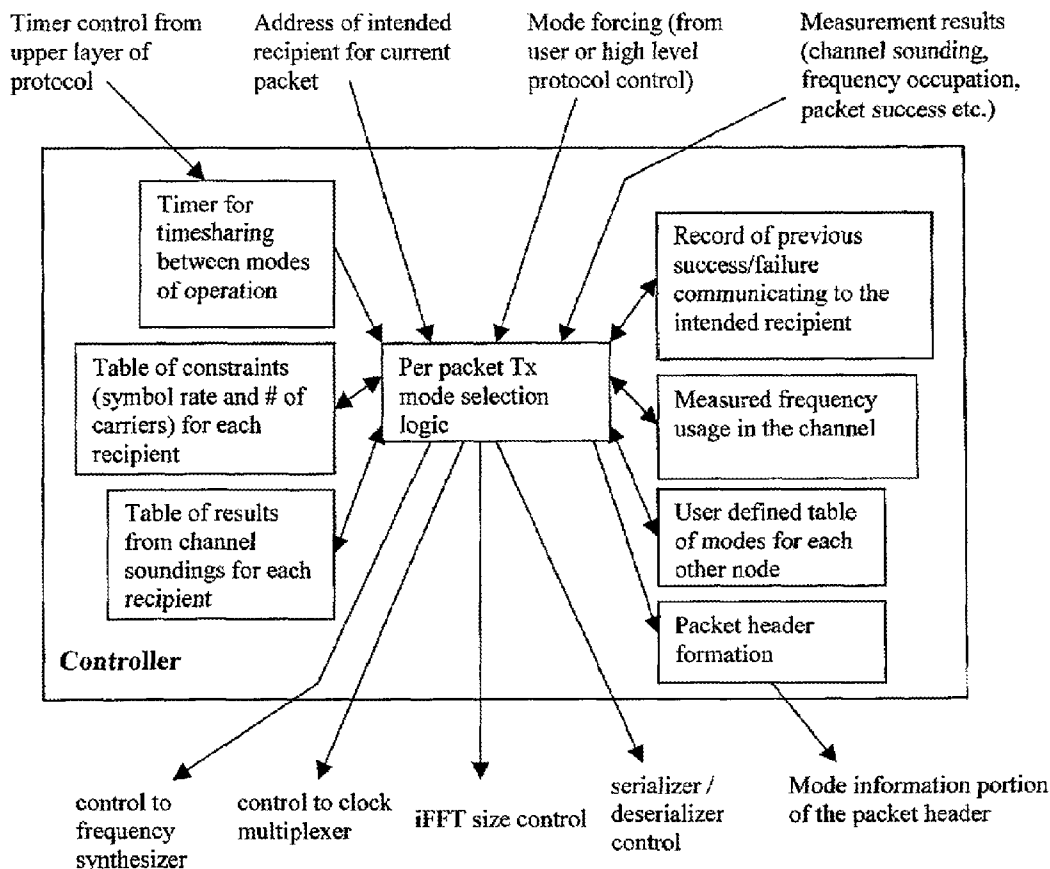 Timer control from
upper layer of
protocol
Address of intended
recipient for current
packet
Mode forcing (from
user or high level
protocol control)
Measurement results
(channel sounding,
frequency occupation,
packet success etc.)
Timer for
timesharing
between modes
of operation
Record of previous
success/failure
communicating to the
intended recipient
Table of constraints
(symbol rate and # of
carriers) for each
recipient
Per packet Tx
mode selection
logic
Measured frequency
usage in the channel
Table of results
from channel
soundings for each
recipient
User defined table
of modes for each
other node
Packet header
formation
Controller
control to
frequency
synthesizer
control to clock
multiplexer
iFFT size control
serializer /
deserializer
control
Mode information portion
of the packet header